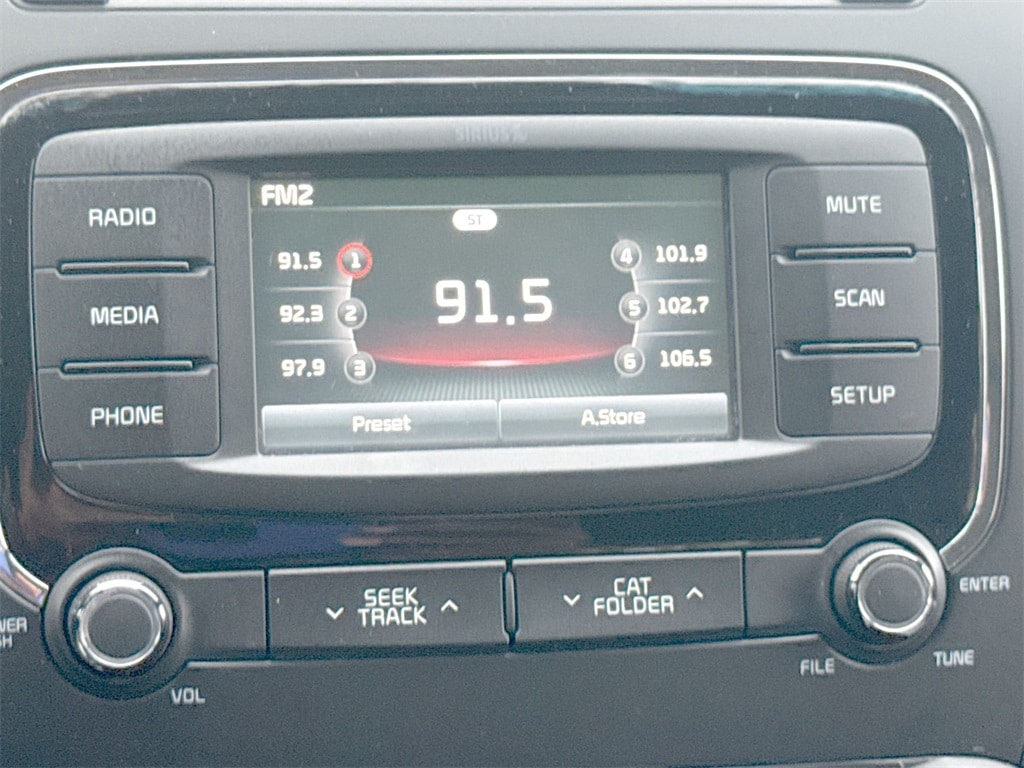 SIRIUS
FM2
ST
RADIO
MEDIA
PHONE
91.5 1
92.3 2
97.9 3
91.5
4 101.9
5 102.7
6 106.5
Preset
A.Store
MUTE
SCAN
SETUP
SEEK
TRACK
CAT
FOLDER
VOL
ENTER
FILE
TUNE